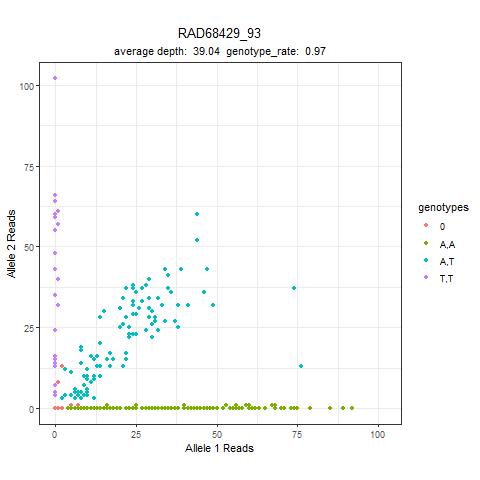 RAD68429_93
average depth: 39.04 genotype_rate: 0.97
100
75
50
25
0
Allele 2 Reads
0 25 50 75 100
Allele 1 Reads
genotypes
0
A,A
A,T
T,T